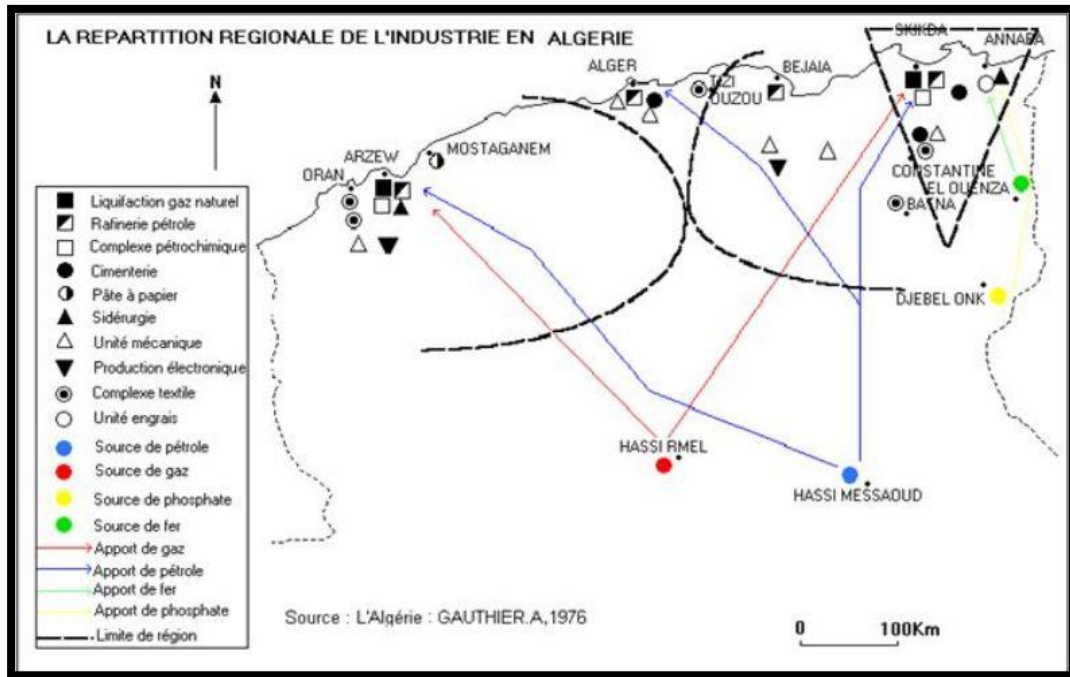 LA REPARTITION REGIONALE DE L'INDUSTRIE EN ALGERIE
N
SKIKDA
ANNABA
ALGER
TIZI
OUZOU
BEJAIA
MOSTAGANEM
ARZEW
ORAN
CONSTANTINE
EL OUENZA
BATNA
DJEBEL ONK
HASSI RMEL
HASSI MESSAOUD
Liquifaction gaz naturel
Rafinerie pétrole
Complexe pétrochimique
Cimenterie
Pâte à papier
Sidérurgie
Unité mécanique
Production électronique
Complexe textile
Unité engrais
Source de pétrole
Source de gaz
Source de phosphate
Source de fer
Apport de gaz
Apport de pétrole
Apport de fer
Apport de phosphate
Limite de région
Source : L'Algérie : GAUTHIER.A,1976
0 100Km